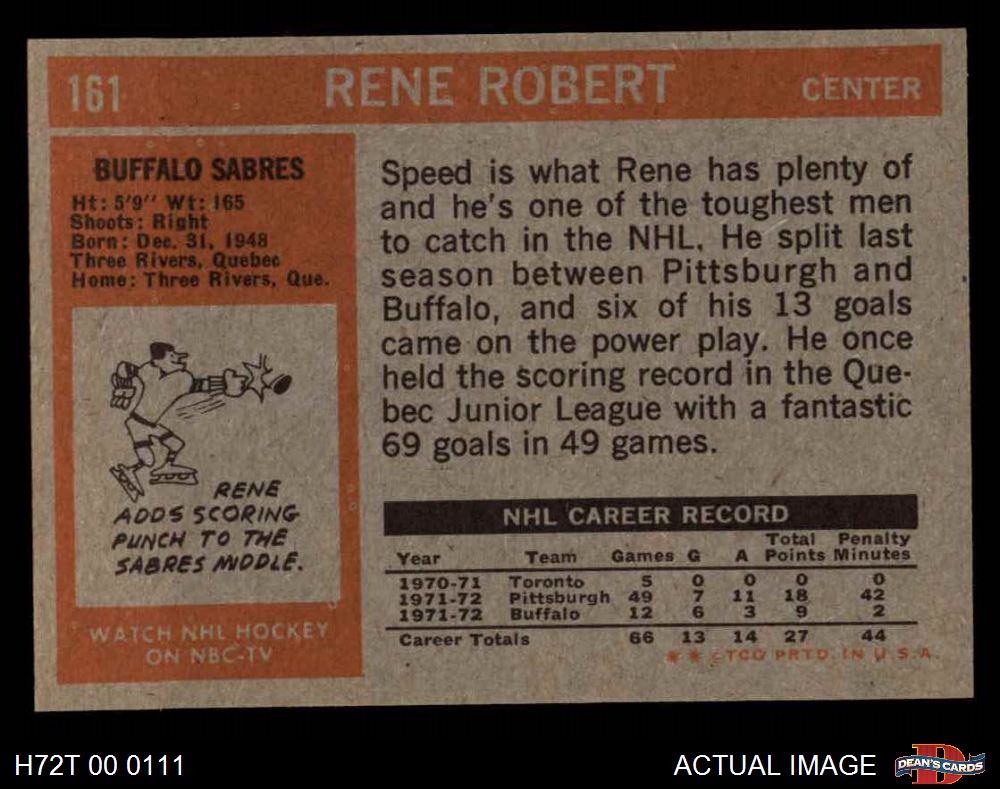 161
RENE ROBERT
CENTER
BUFFALO SABRES
Ht: 5'9" Wt: 165
Shoots: Right
Born: Dec. 31, 1948
Three Rivers, Quebec
Home: Three Rivers, Que.
RENE
ADDS SCORING
PUNCH TO THE
SABRES MIDDLE.
WATCH NHL HOCKEY
ON NBC-TV
Speed is what Rene has plenty of
and he's one of the toughest men
to catch in the NHL. He split last
season between Pittsburgh and
Buffalo, and six of his 13 goals
came on the power play. He once
held the scoring record in the Que-
bec Junior League with a fantastic
69 goals in 49 games.
NHL CAREER RECORD
Year Team Games G A Total Points Penalty Minutes
1970-71 Toronto 5 0 0 0 0
1971-72 Pittsburgh 49 7 11 18 42
1971-72 Buffalo 12 6 3 9 2
Career Totals 66 13 14 27 44
* * ©TCG PRTD. IN U.S.A.
H72T 00 0111
ACTUAL IMAGE
DEAN'S CARDS